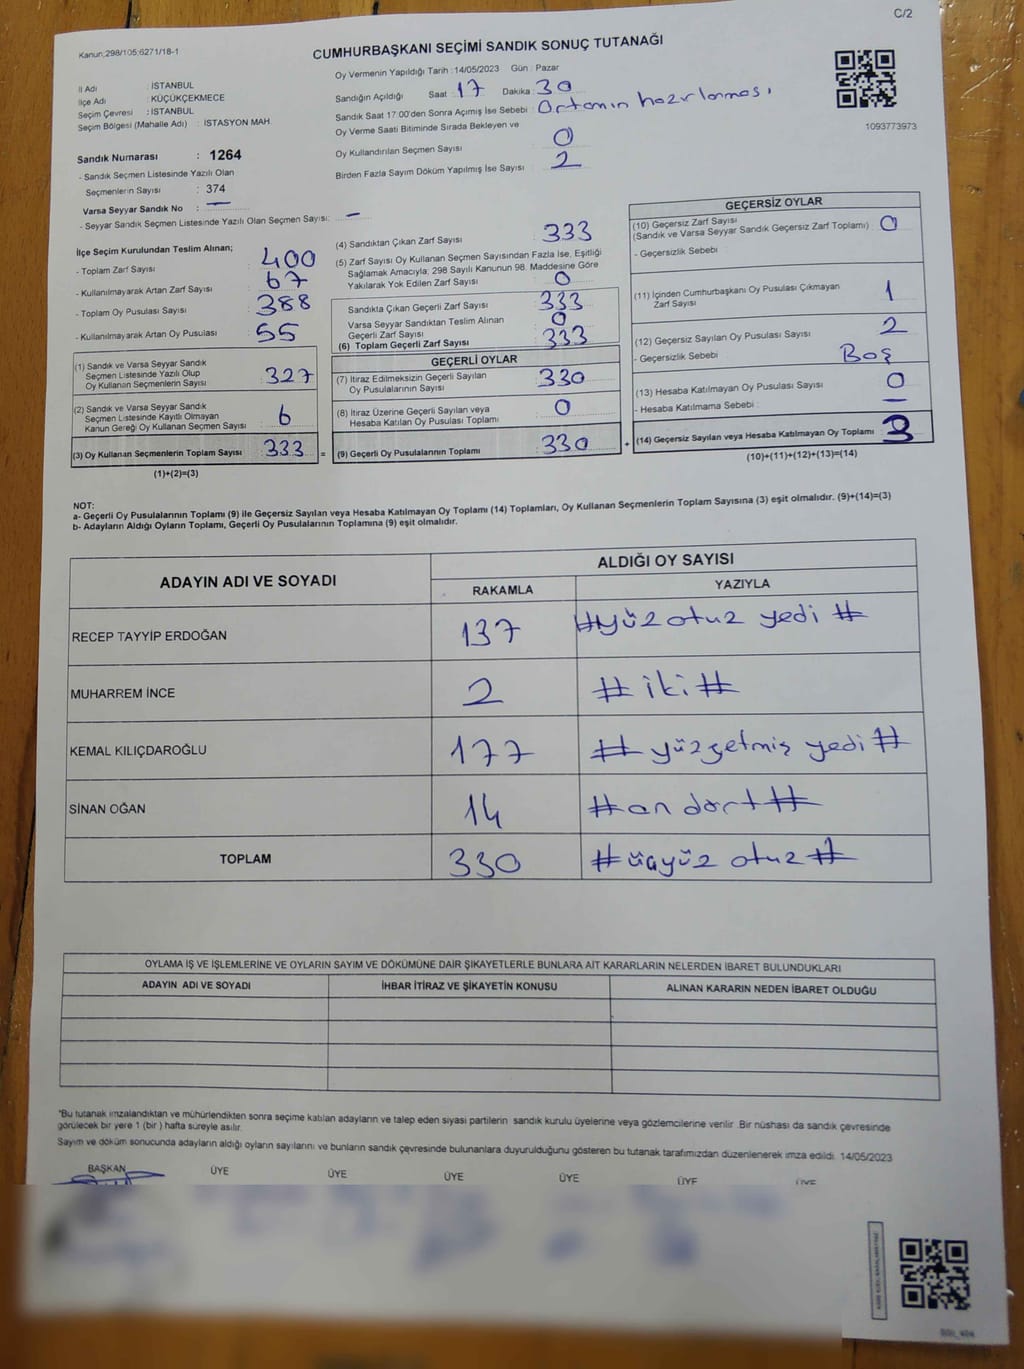 C/2
Kanun:298/105;6271/18-1
CUMHURBAŞKANI SEÇİMİ SANDIK SONUÇ TUTANAĞI
İl Adı : İSTANBUL
İlçe Adı : KÜÇÜKÇEKMECE
Seçim Çevresi : İSTANBUL
Seçim Bölgesi (Mahalle Adı) : İSTASYON MAH.
Sandık Numarası : 1264
- Sandık Seçmen Listesinde Yazılı Olan
Seçmenlerin Sayısı : 374
Varsa Seyyar Sandık No : —
- Seyyar Sandık Seçmen Listesinde Yazılı Olan Seçmen Sayısı: —
Oy Vermenin Yapıldığı Tarih : 14/05/2023 Gün : Pazar
Sandığın Açıldığı Saat 17 Dakika 30
Sandık Saat 17:00'den Sonra Açımış İse Sebebi : Ortamın hazırlanması
Oy Verme Saati Bitiminde Sırada Bekleyen ve
Oy Kullandırılan Seçmen Sayısı 0
Birden Fazla Sayım Döküm Yapılmış İse Sayısı : 2
1093773973
İlçe Seçim Kurulundan Teslim Alınan;
- Toplam Zarf Sayısı : 400
- Kullanılmayarak Artan Zarf Sayısı : 67
- Toplam Oy Pusulası Sayısı : 388
- Kullanılmayarak Artan Oy Pusulası : 55
(1) Sandık ve Varsa Seyyar Sandık
Seçmen Listesinde Yazılı Olup
Oy Kullanan Seçmenlerin Sayısı : 327
(2) Sandık ve Varsa Seyyar Sandık
Seçmen Listesinde Kayıtlı Olmayan
Kanun Gereği Oy Kullanan Seçmen Sayısı : 6
(3) Oy Kullanan Seçmenlerin Toplam Sayısı : 333 =
(1)+(2)=(3)
(4) Sandıktan Çıkan Zarf Sayısı : 333
(5) Zarf Sayısı Oy Kullanan Seçmen Sayısından Fazla İse, Eşitliği
Sağlamak Amacıyla; 298 Sayılı Kanunun 98. Maddesine Göre
Yakılarak Yok Edilen Zarf Sayısı : 0
Sandıkta Çıkan Geçerli Zarf Sayısı : 333
Varsa Seyyar Sandıktan Teslim Alınan
Geçerli Zarf Sayısı : 0
(6) Toplam Geçerli Zarf Sayısı : 333
GEÇERLİ OYLAR
(7) İtiraz Edilmeksizin Geçerli Sayılan
Oy Pusulalarının Sayısı : 330
(8) İtiraz Üzerine Geçerli Sayılan veya
Hesaba Katılan Oy Pusulası Toplamı : 0
(9) Geçerli Oy Pusulalarının Toplamı : 330 +
GEÇERSİZ OYLAR
(10) Geçersiz Zarf Sayısı
(Sandık ve Varsa Seyyar Sandık Geçersiz Zarf Toplamı) : 0
- Geçersizlik Sebebi :
(11) İçinden Cumhurbaşkanı Oy Pusulası Çıkmayan
Zarf Sayısı : 1
(12) Geçersiz Sayılan Oy Pusulası Sayısı : 2
- Geçersizlik Sebebi : Boş
(13) Hesaba Katılmayan Oy Pusulası Sayısı : 0
- Hesaba Katılmama Sebebi : —
(14) Geçersiz Sayılan veya Hesaba Katılmayan Oy Toplamı : 3
(10)+(11)+(12)+(13)=(14)
NOT:
a- Geçerli Oy Pusulalarının Toplamı (9) ile Geçersiz Sayılan veya Hesaba Katılmayan Oy Toplamı (14) Toplamları, Oy Kullanan Seçmenlerin Toplam Sayısına (3) eşit olmalıdır. (9)+(14)=(3)
b- Adayların Aldığı Oyların Toplamı, Geçerli Oy Pusulalarının Toplamına (9) eşit olmalıdır.
ADAYIN ADI VE SOYADI ALDIĞI OY SAYISI
RAKAMLA YAZIYLA
RECEP TAYYİP ERDOĞAN 137 #yüz otuz yedi #
MUHARREM İNCE 2 # iki #
KEMAL KILIÇDAROĞLU 177 # yüzyetmiş yedi #
SİNAN OĞAN 14 # on dört #
TOPLAM 330 # üçyüz otuz #
OYLAMA İŞ VE İŞLEMLERİNE VE OYLARIN SAYIM VE DÖKÜMÜNE DAİR ŞİKAYETLERLE BUNLARA AİT KARARLARIN NELERDEN İBARET BULUNDUKLARI
ADAYIN ADI VE SOYADI İHBAR İTİRAZ VE ŞİKAYETİN KONUSU ALINAN KARARIN NEDEN İBARET OLDUĞU
*Bu tutanak imzalandıktan ve mühürlendikten sonra seçime katılan adayların ve talep eden siyasi partilerin sandık kurulu üyelerine veya gözlemcilerine verilir. Bir nüshası da sandık çevresinde
görülecek bir yere 1 (bir) hafta süreyle asılır.
Sayım ve döküm sonucunda adayların aldığı oyların sayılarını ve bunların sandık çevresinde bulunanlara duyurulduğunu gösteren bu tutanak tarafımızdan düzenlenerek imza edildi. 14/05/2023
BAŞKAN ÜYE ÜYE ÜYE ÜYE ÜYE ÜYE